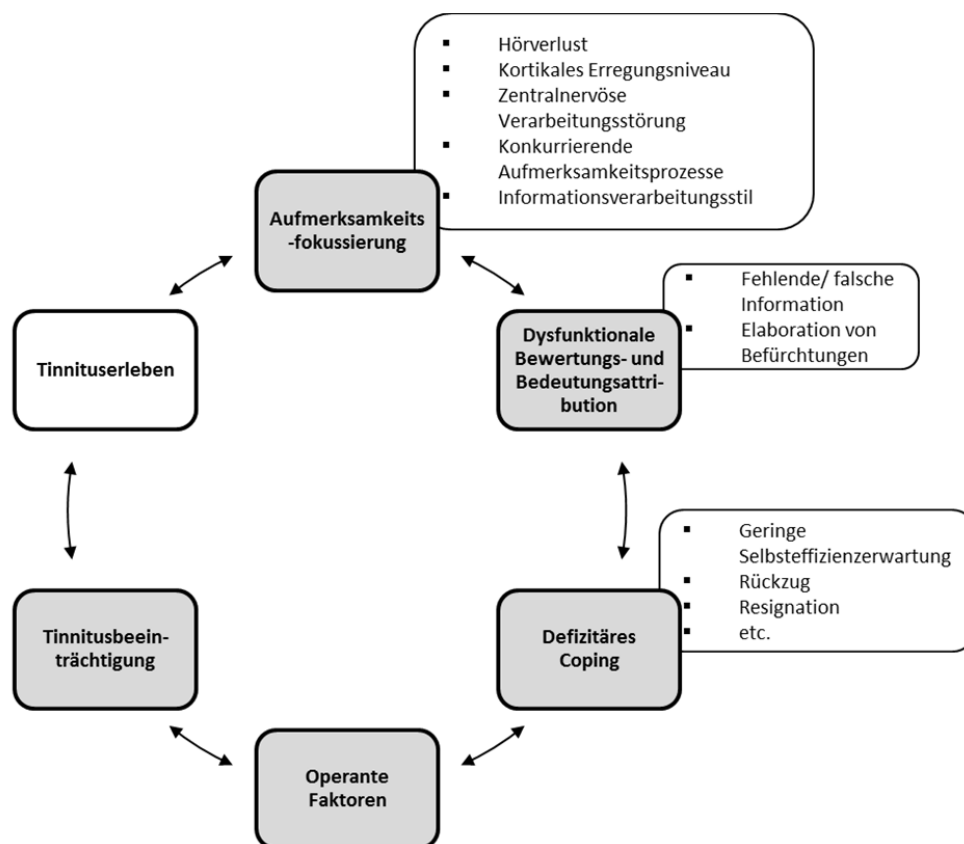 Hörverlust
Kortikales Erregungsniveau
Zentralnervöse
Verarbeitungsstörung
Konkurrierende
Aufmerksamkeitsprozesse
Informationsverarbeitungsstil
Aufmerksamkeits
-fokussierung
Fehlende/ falsche
Information
Elaboration von
Befürchtungen
Dysfunktionale
Bewertungs- und
Bedeutungsattri-
bution
Tinnituserleben
Geringe
Selbsteffizienzerwartung
Rückzug
Resignation
etc.
Defizitäres
Coping
Tinnitusbeein-
trächtigung
Operante
Faktoren